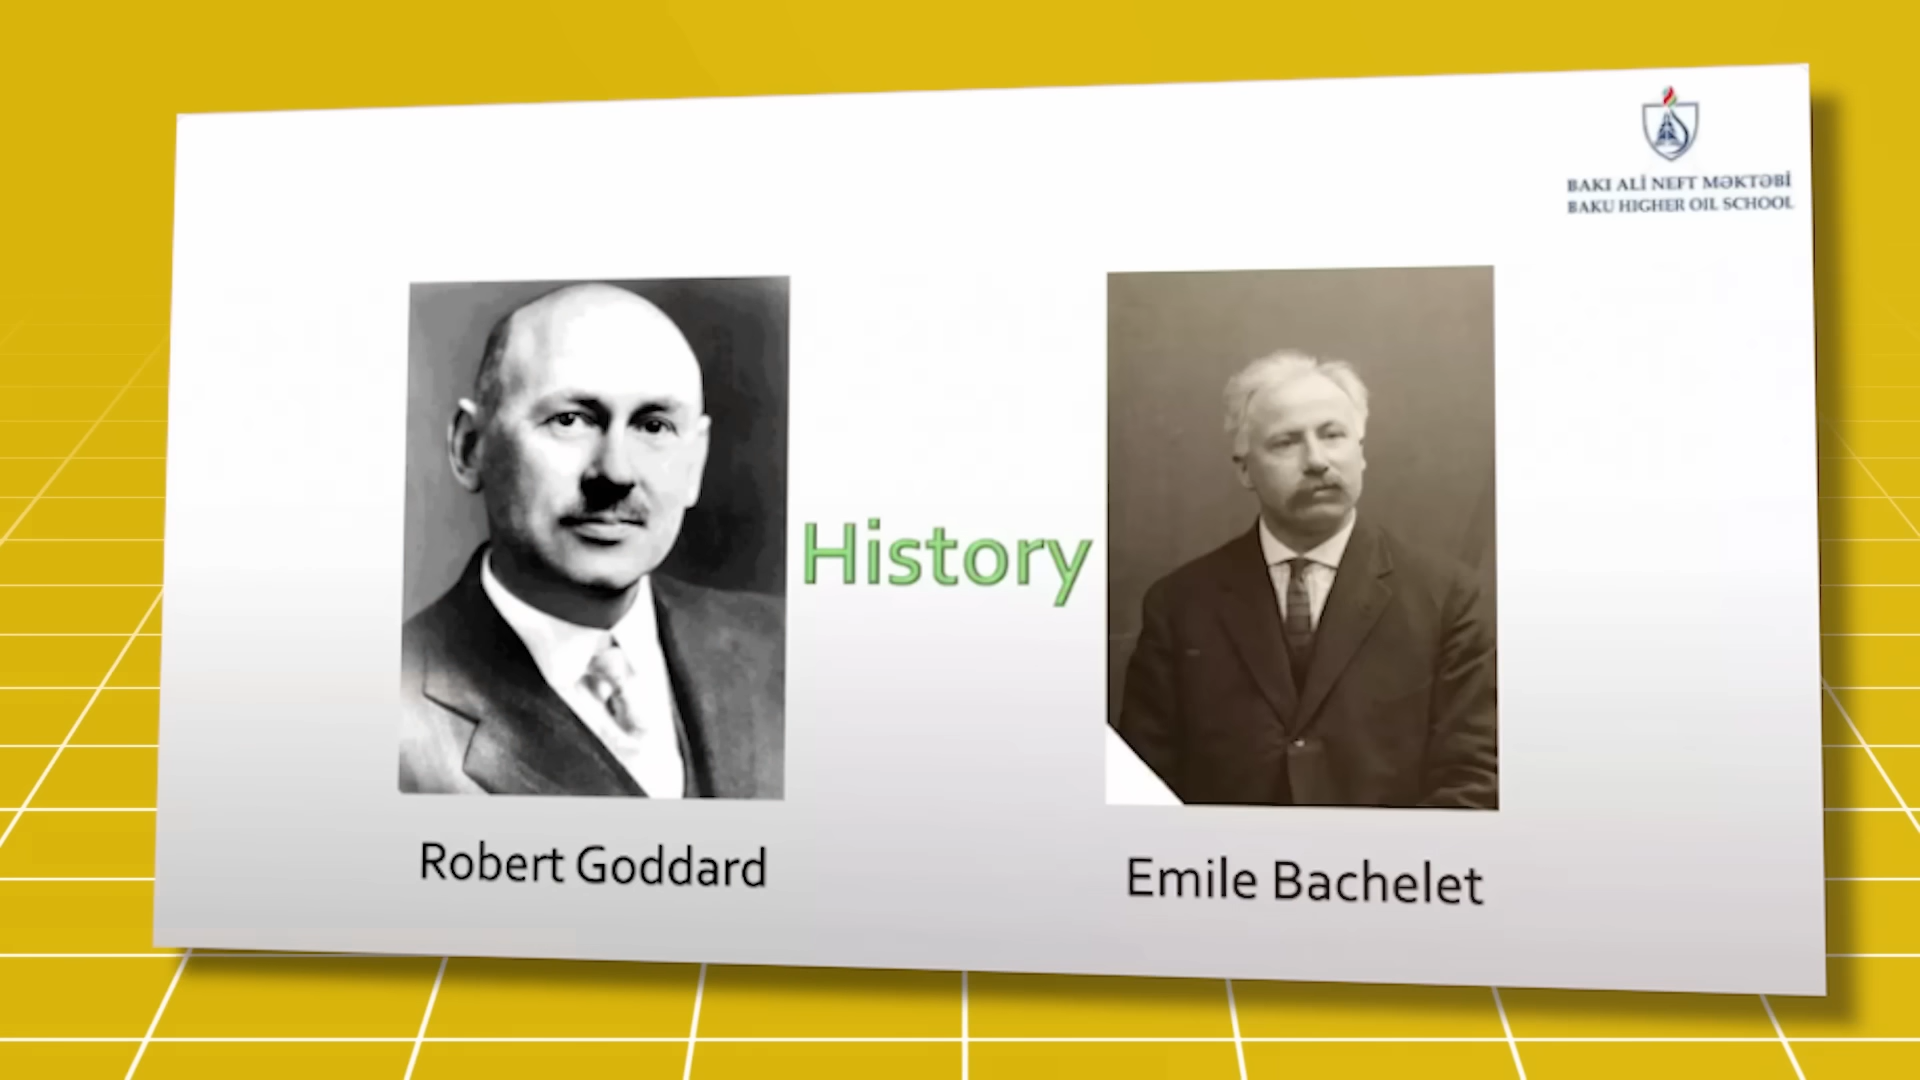 BAKI ALİ NEFT MƏKTƏBİ
BAKU HIGHER OIL SCHOOL
History
Robert Goddard
Emile Bachelet